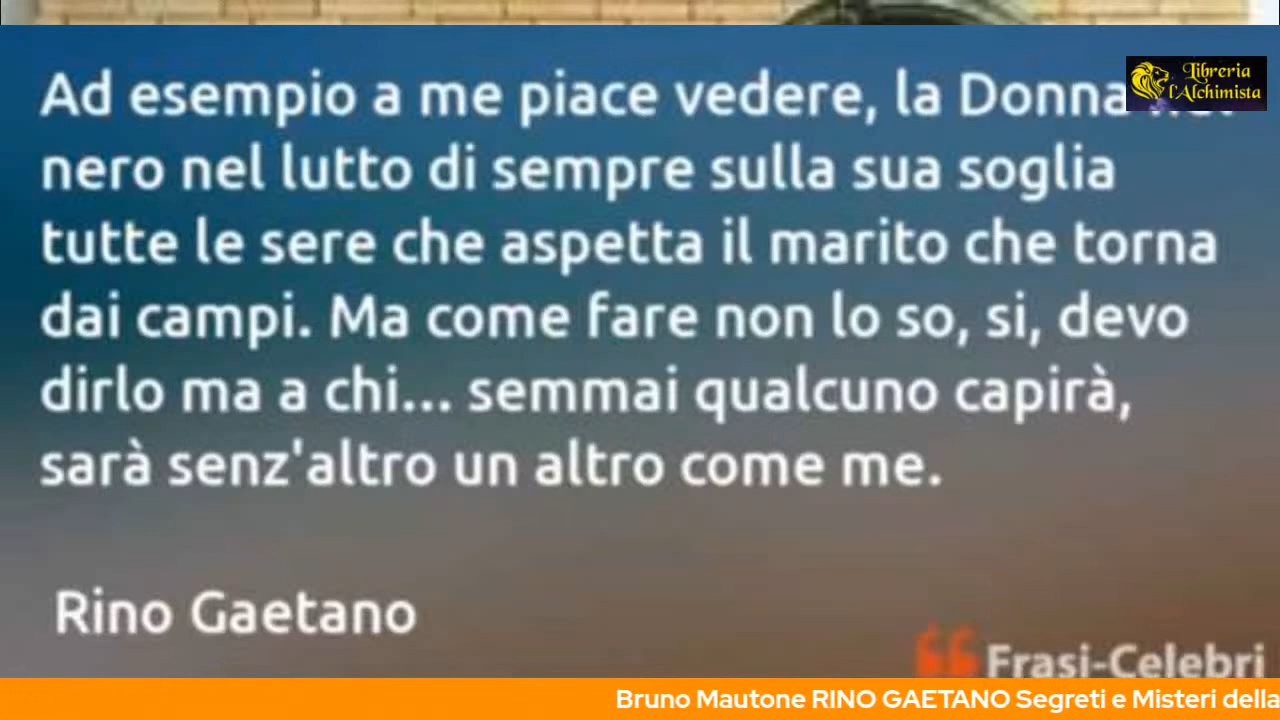 Ad esempio a me piace vedere, la Donna
nero nel lutto di sempre sulla sua soglia
tutte le sere che aspetta il marito che torna
dai campi. Ma come fare non lo so, si, devo
dirlo ma a chi... semmai qualcuno capirà,
sarà senz'altro un altro come me.
Rino Gaetano
Frasi-Celebri
Libreria
l'Alchimista
Bruno Mautone RINO GAETANO Segreti e Misteri della